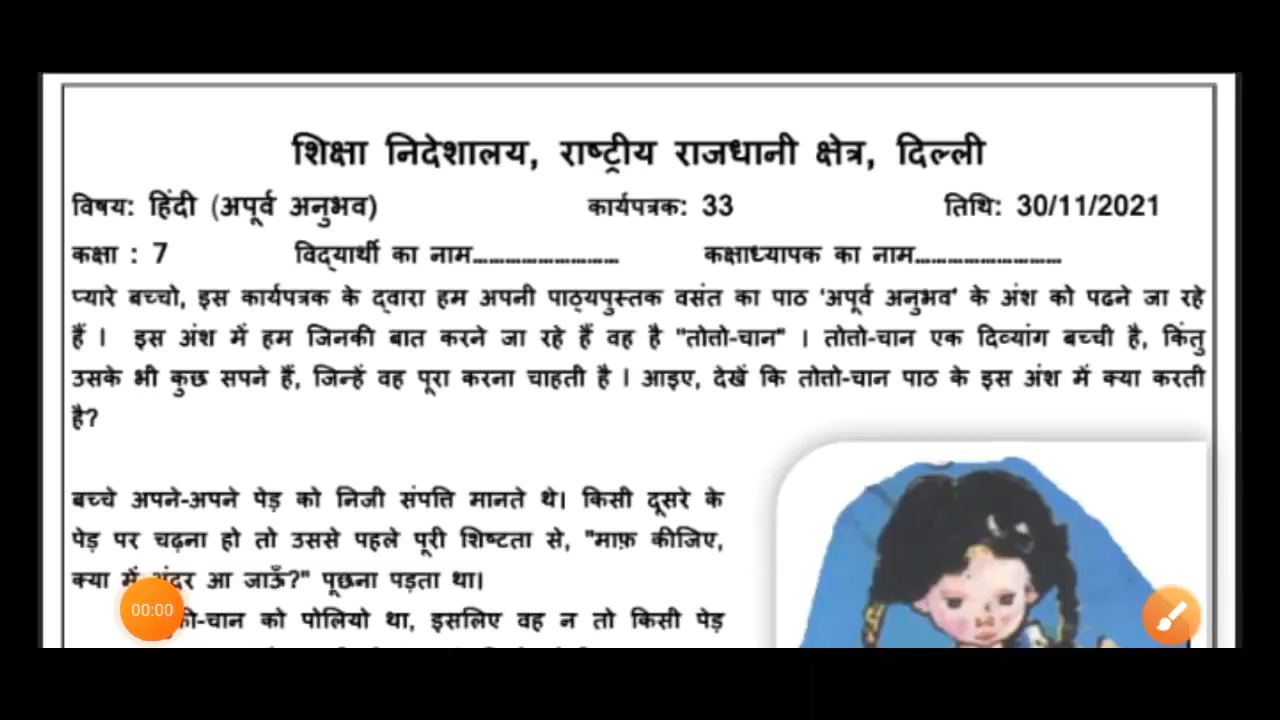 शिक्षा निदेशालय, राष्ट्रीय राजधानी क्षेत्र, दिल्ली
विषय: हिंदी (अपूर्व अनुभव) कार्यपत्रक: 33 तिथि: 30/11/2021
कक्षा : 7 विद्यार्थी का नाम........................... कक्षाध्यापक का नाम...........................
प्यारे बच्चो, इस कार्यपत्रक के द्वारा हम अपनी पाठ्यपुस्तक वसंत का पाठ 'अपूर्व अनुभव' के अंश को पढने जा रहे
हैं । इस अंश में हम जिनकी बात करने जा रहे हैं वह है "तोत्तो-चान" । तोत्तो-चान एक दिव्यांग बच्ची है, किंतु
उसके भी कुछ सपने हैं, जिन्हें वह पूरा करना चाहती है । आइए, देखें कि तोत्तो-चान पाठ के इस अंश में क्या करती
है?
बच्चे अपने-अपने पेड़ को निजी संपत्ति मानते थे। किसी दूसरे के
पेड़ पर चढ़ना हो तो उससे पहले पूरी शिष्टता से, "माफ़ कीजिए,
क्या मैं अंदर आ जाऊँ?" पूछना पड़ता था।
को पोलियो था, इसलिए वह न तो किसी पेड़
00:00